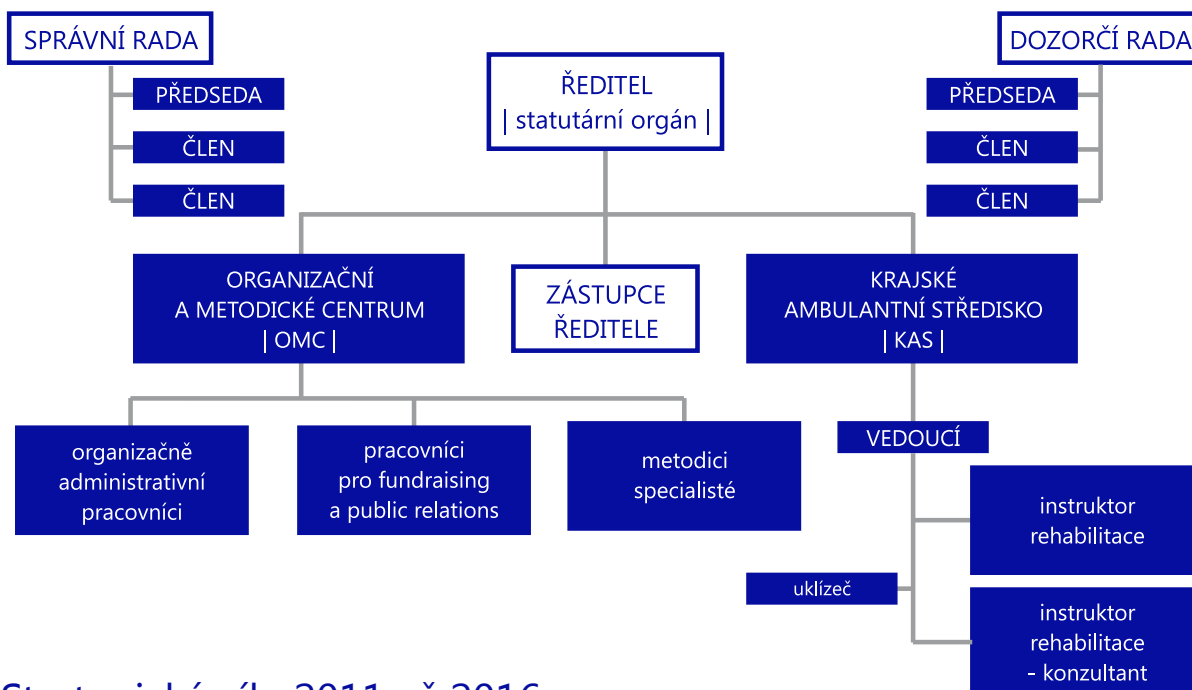 SPRÁVNÍ RADA
PŘEDSEDA
ČLEN
ČLEN
ŘEDITEL
| statutární orgán |
DOZORČÍ RADA
PŘEDSEDA
ČLEN
ČLEN
ORGANIZAČNÍ
A METODICKÉ CENTRUM
| OMC |
ZÁSTUPCE
ŘEDITELE
KRAJSKÉ
AMBULANTNÍ STŘEDISKO
| KAS |
organizačně
administrativní
pracovníci
pracovníci
pro fundraising
a public relations
metodici
specialisté
VEDOUCÍ
instruktor
rehabilitace
uklízeč
instruktor
rehabilitace
- konzultant